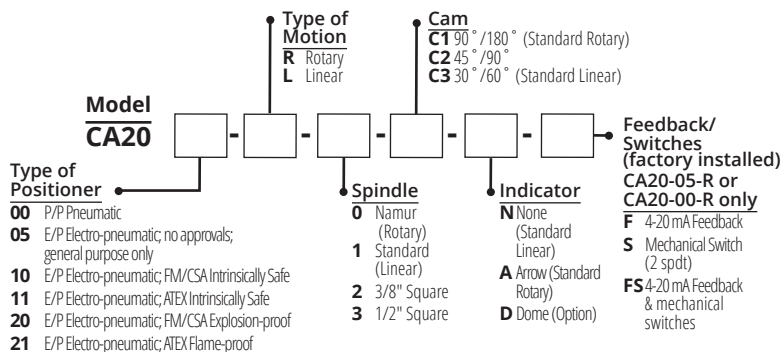 Type of
Motion
R Rotary
L Linear
Cam
C1 90˚/180˚ (Standard Rotary)
C2 45˚/90˚
C3 30˚/60˚ (Standard Linear)
Model
CA20
- - - - -
Type of
Positioner
00 P/P Pneumatic
05 E/P Electro-pneumatic; no approvals;
general purpose only
10 E/P Electro-pneumatic; FM/CSA Intrinsically Safe
11 E/P Electro-pneumatic; ATEX Intrinsically Safe
20 E/P Electro-pneumatic; FM/CSA Explosion-proof
21 E/P Electro-pneumatic; ATEX Flame-proof
Spindle
0 Namur
(Rotary)
1 Standard
(Linear)
2 3/8" Square
3 1/2" Square
Indicator
N None
(Standard
Linear)
A Arrow (Standard
Rotary)
D Dome (Option)
Feedback/
Switches
(factory installed)
CA20-05-R or
CA20-00-R only
F 4-20 mA Feedback
S Mechanical Switch
(2 spdt)
FS 4-20 mA Feedback
& mechanical
switches